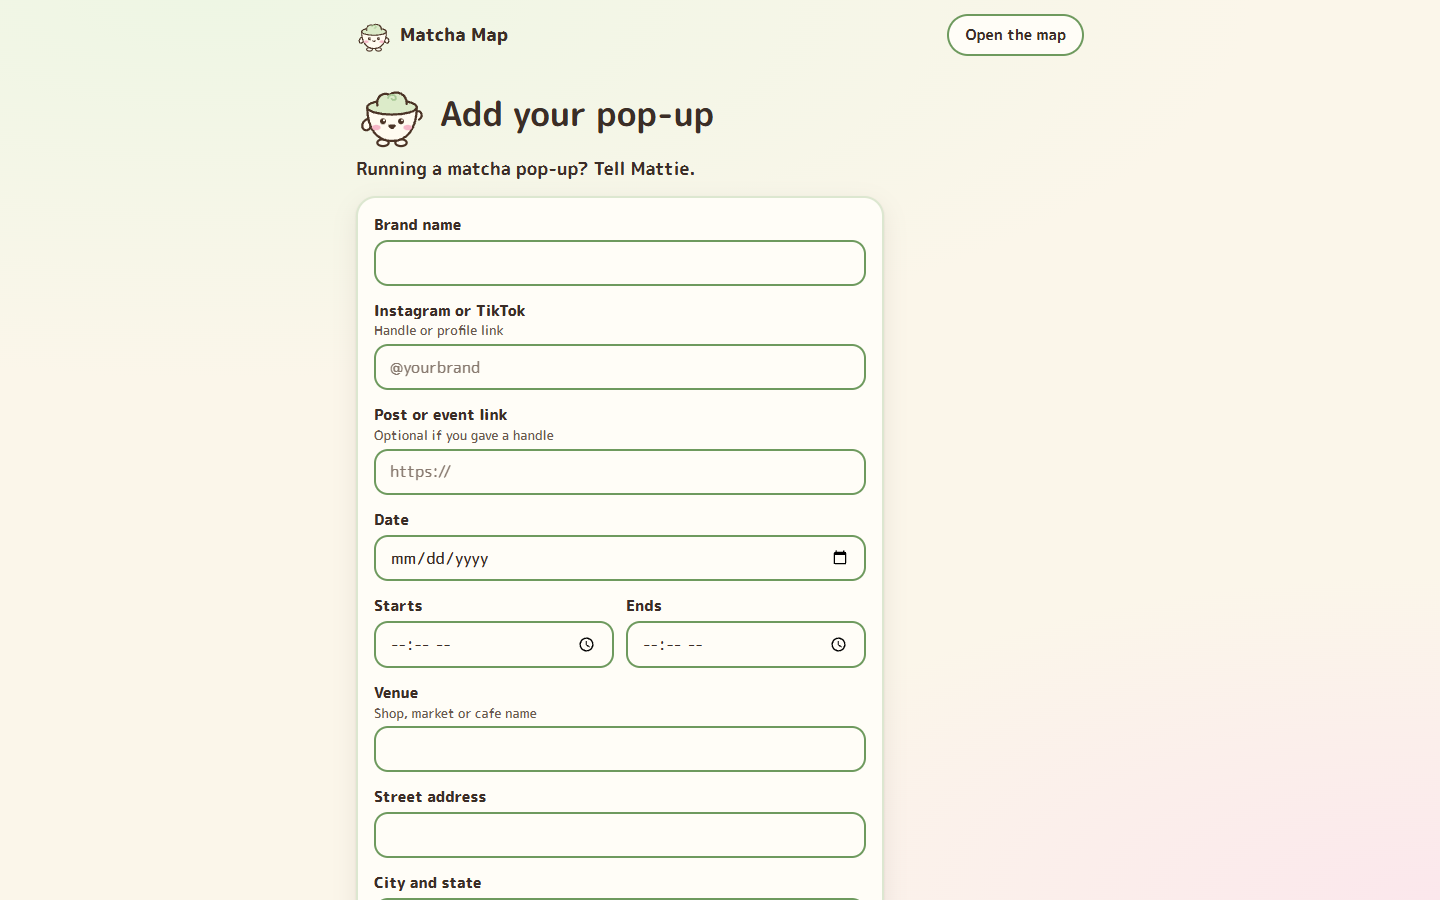 Matcha Map
Open the map
Add your pop-up
Running a matcha pop-up? Tell Mattie.
Brand name
Instagram or TikTok
Handle or profile link
@yourbrand
Post or event link
Optional if you gave a handle
https://
Date
mm/dd/yyyy
Starts
Ends
--:-- --
--:-- --
Venue
Shop, market or cafe name
Street address
City and state